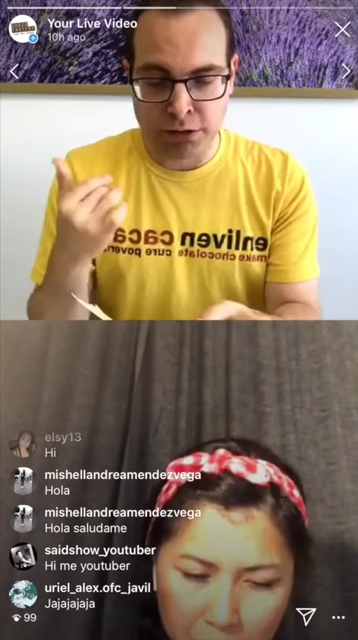 Your Live Video
10h ago
enliven caca
make chocolate cure pover
elsy13
Hi
mishellandreamendezvega
Hola
mishellandreamendezvega
Hola saludame
saidshow_youtuber
Hi me youtuber
uriel_alex.ofc_javil
Jajajajaja
99